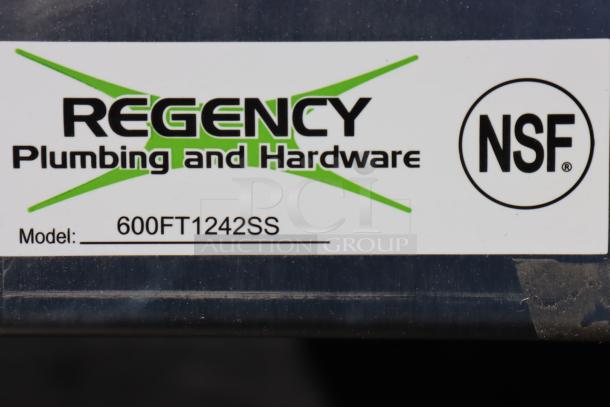 REGENCY
Plumbing and Hardware
NSF®
Model: 600FT1242SS
PCI
AUCTION GROUP